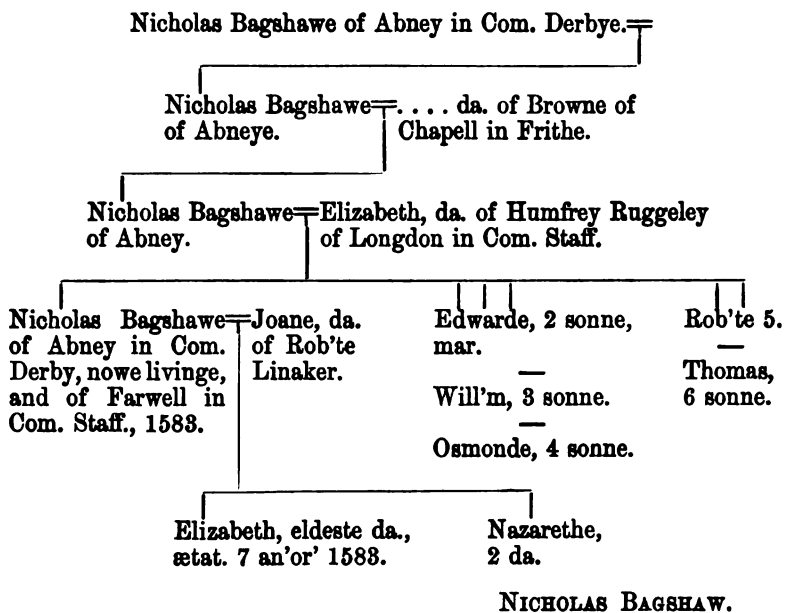 Nicholas Bagshawe of Abney in Com. Derbye.=
Nicholas Bagshawe=. . . . da. of Browne of
of Abneye. Chapell in Frithe.
Nicholas Bagshawe=Elizabeth, da. of Humfrey Ruggeley
of Abney. of Longdon in Com. Staff.
Nicholas Bagshawe=
of Abney in Com.
Derby, nowe livinge,
and of Farwell in
Com. Staff., 1583.
Joane, da.
of Rob'te
Linaker.
Edwarde, 2 sonne,
mar.
—
Will'm, 3 sonne.
—
Osmonde, 4 sonne.
Rob'te 5.
—
Thomas,
6 sonne.
Elizabeth, eldeste da.,
ætat. 7 an'or' 1583.
Nazarethe,
2 da.
NICHOLAS BAGSHAW.